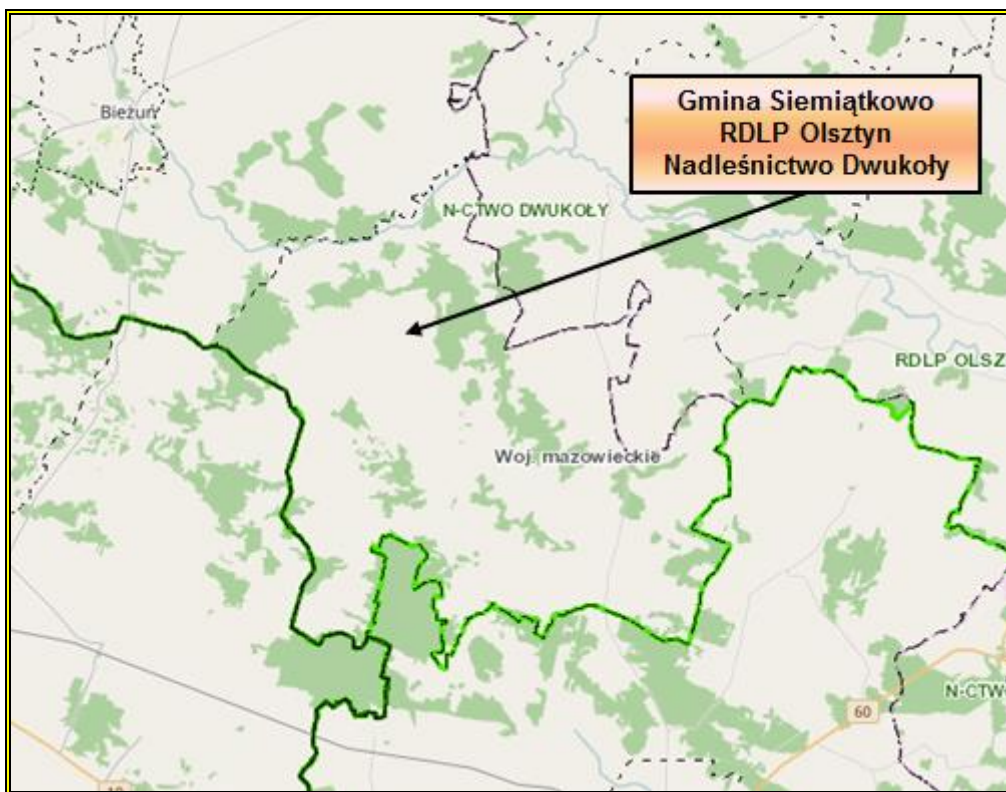 Bieżuń
Gmina Siemiątkowo
RDLP Olsztyn
Nadleśnictwo Dwukoły
N-CTWO DWUKOŁY
RDLP OLSZ
Woj. mazowieckie
N-CTW
60